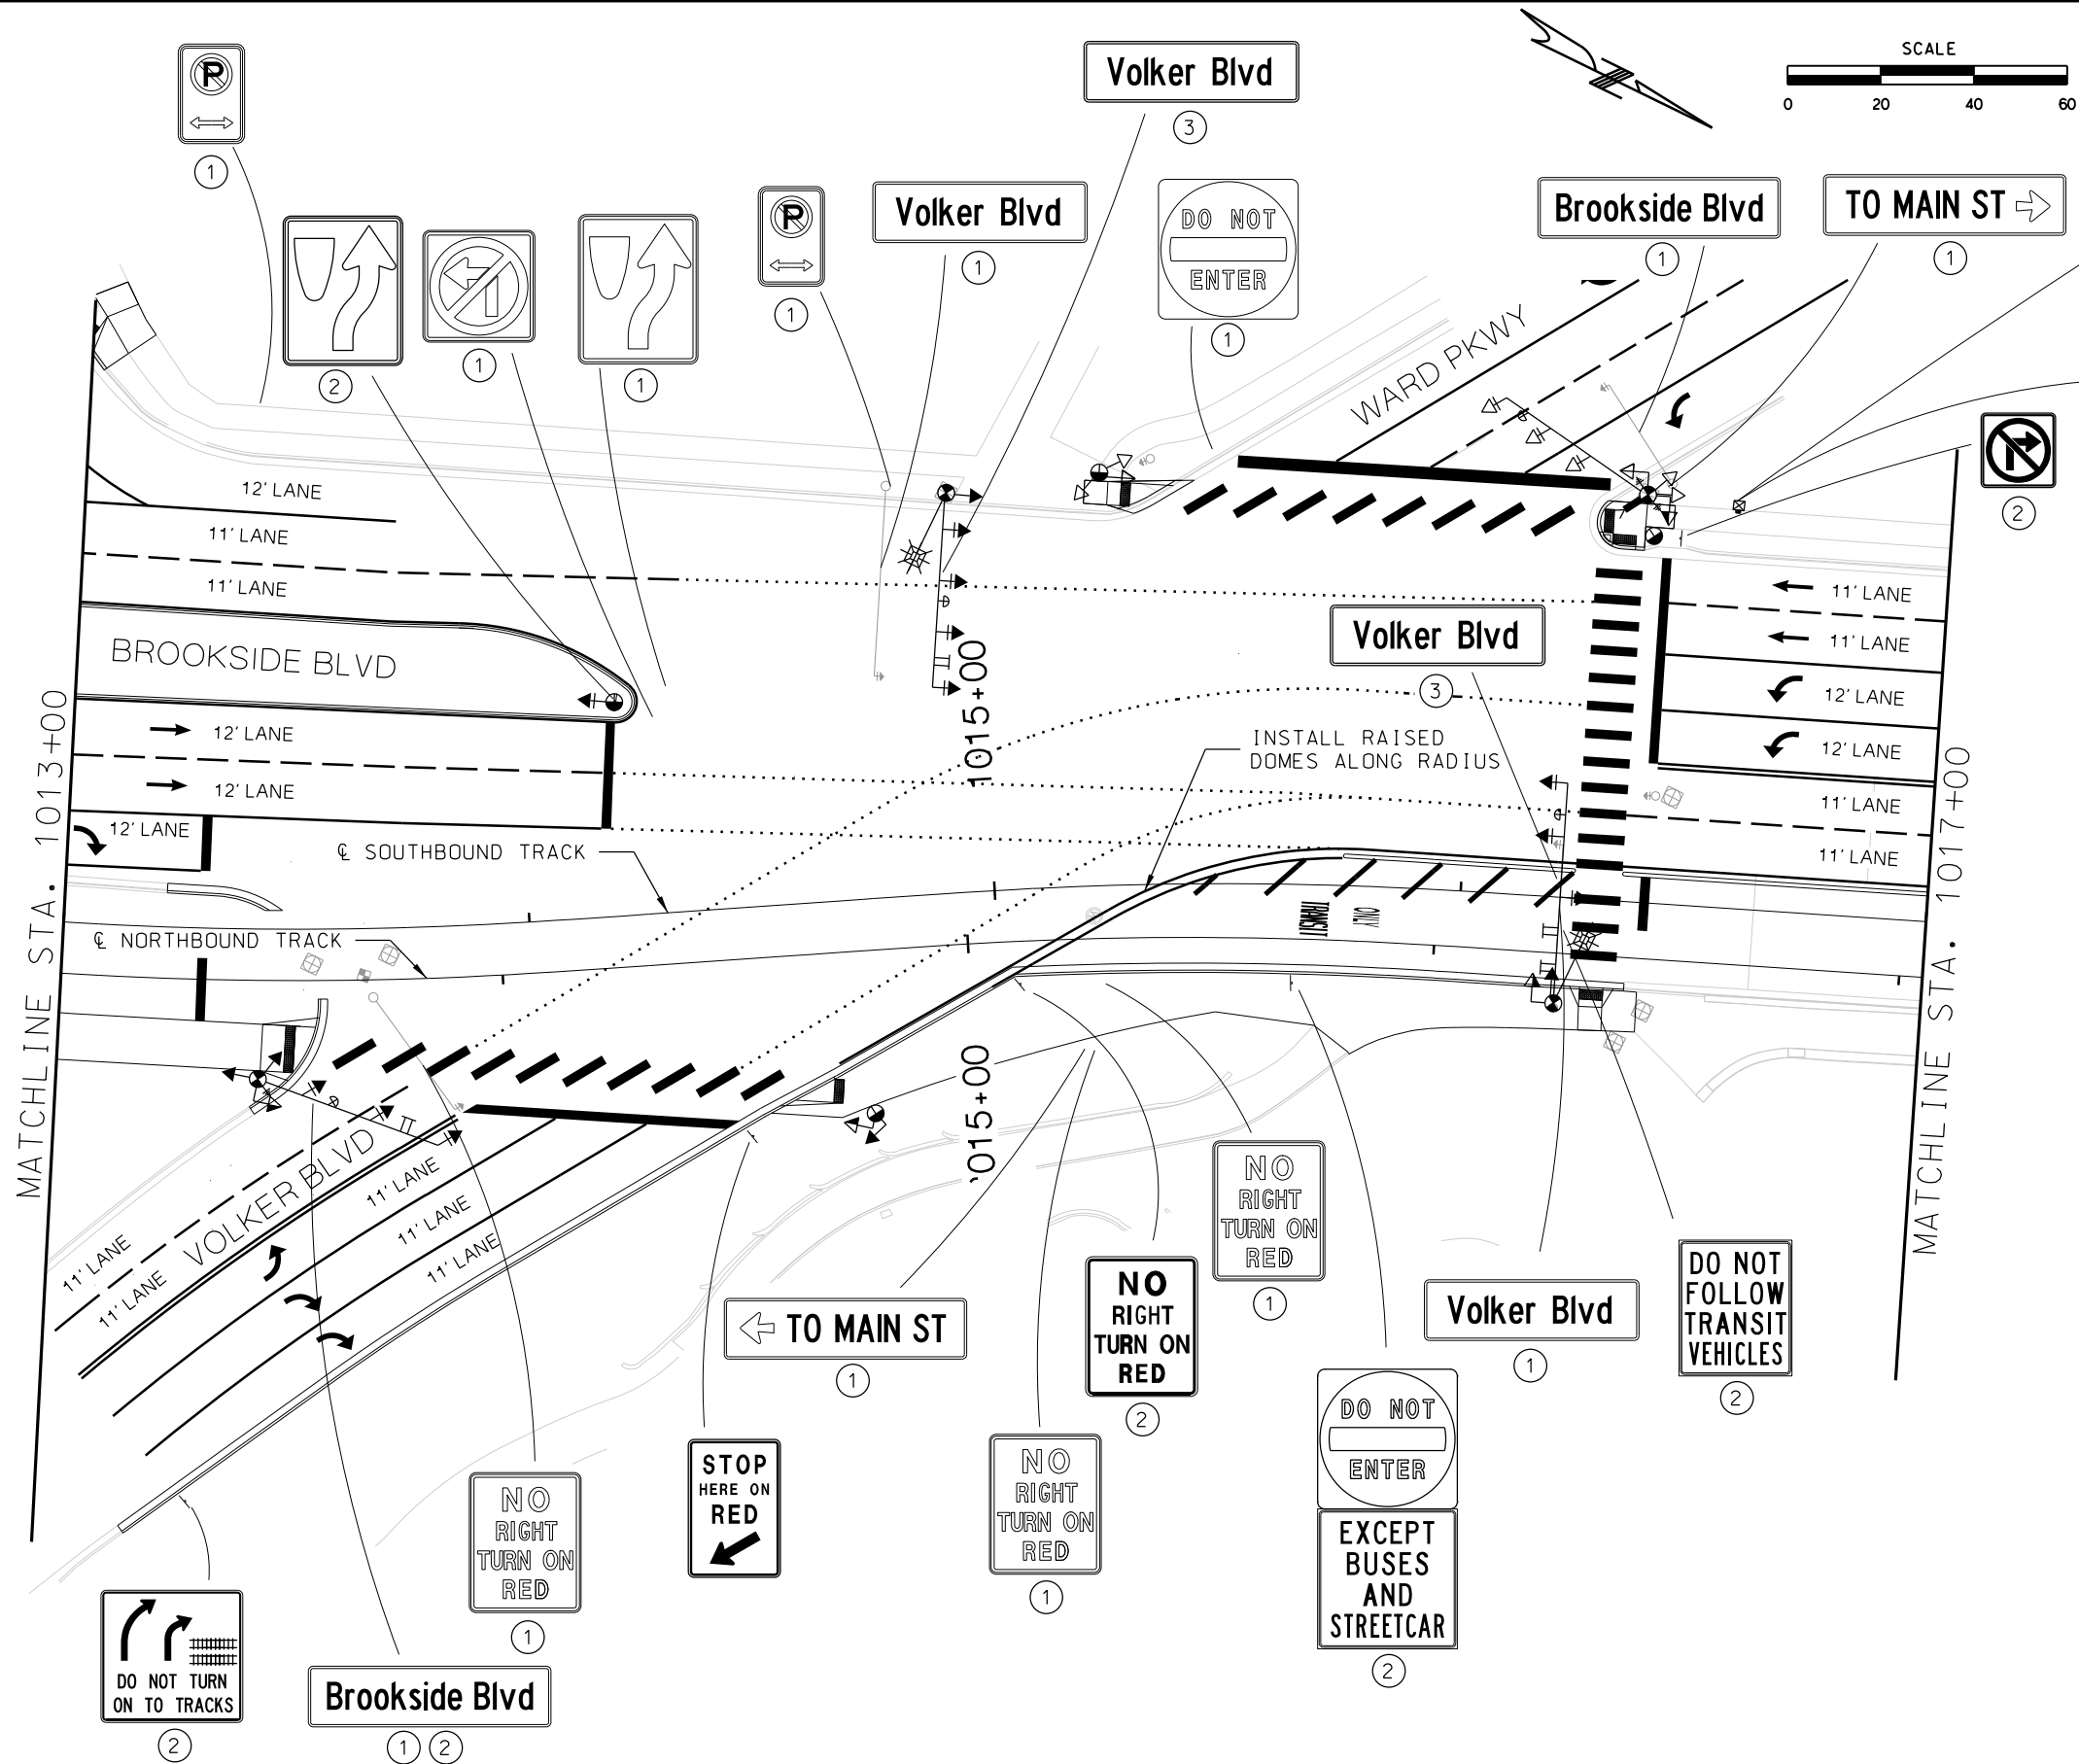 SCALE
0 20 40 60
Volker Blvd
3
P
1
Volker Blvd
1
P
1
DO NOT
ENTER
1
Brookside Blvd
1
TO MAIN ST
1
2
1
1
2
WARD PKWY
12' LANE
11' LANE
11' LANE
BROOKSIDE BLVD
12' LANE
12' LANE
12' LANE
MATCHLINE STA. 1013+00
1015+00
Volker Blvd
3
11' LANE
11' LANE
12' LANE
12' LANE
11' LANE
11' LANE
MATCHLINE STA. 1017+00
INSTALL RAISED
DOMES ALONG RADIUS
℄ SOUTHBOUND TRACK
℄ NORTHBOUND TRACK
ONLY
TRANSIT
1015+00
VOLKER BLVD
11' LANE
11' LANE
11' LANE
11' LANE
11' LANE
NO
RIGHT
TURN ON
RED
1
NO
RIGHT
TURN ON
RED
2
TO MAIN ST
1
Volker Blvd
1
DO NOT
FOLLOW
TRANSIT
VEHICLES
2
DO NOT
ENTER
EXCEPT
BUSES
AND
STREETCAR
2
NO
RIGHT
TURN ON
RED
1
STOP
HERE ON
RED
NO
RIGHT
TURN ON
RED
1
DO NOT TURN
ON TO TRACKS
2
Brookside Blvd
1 2